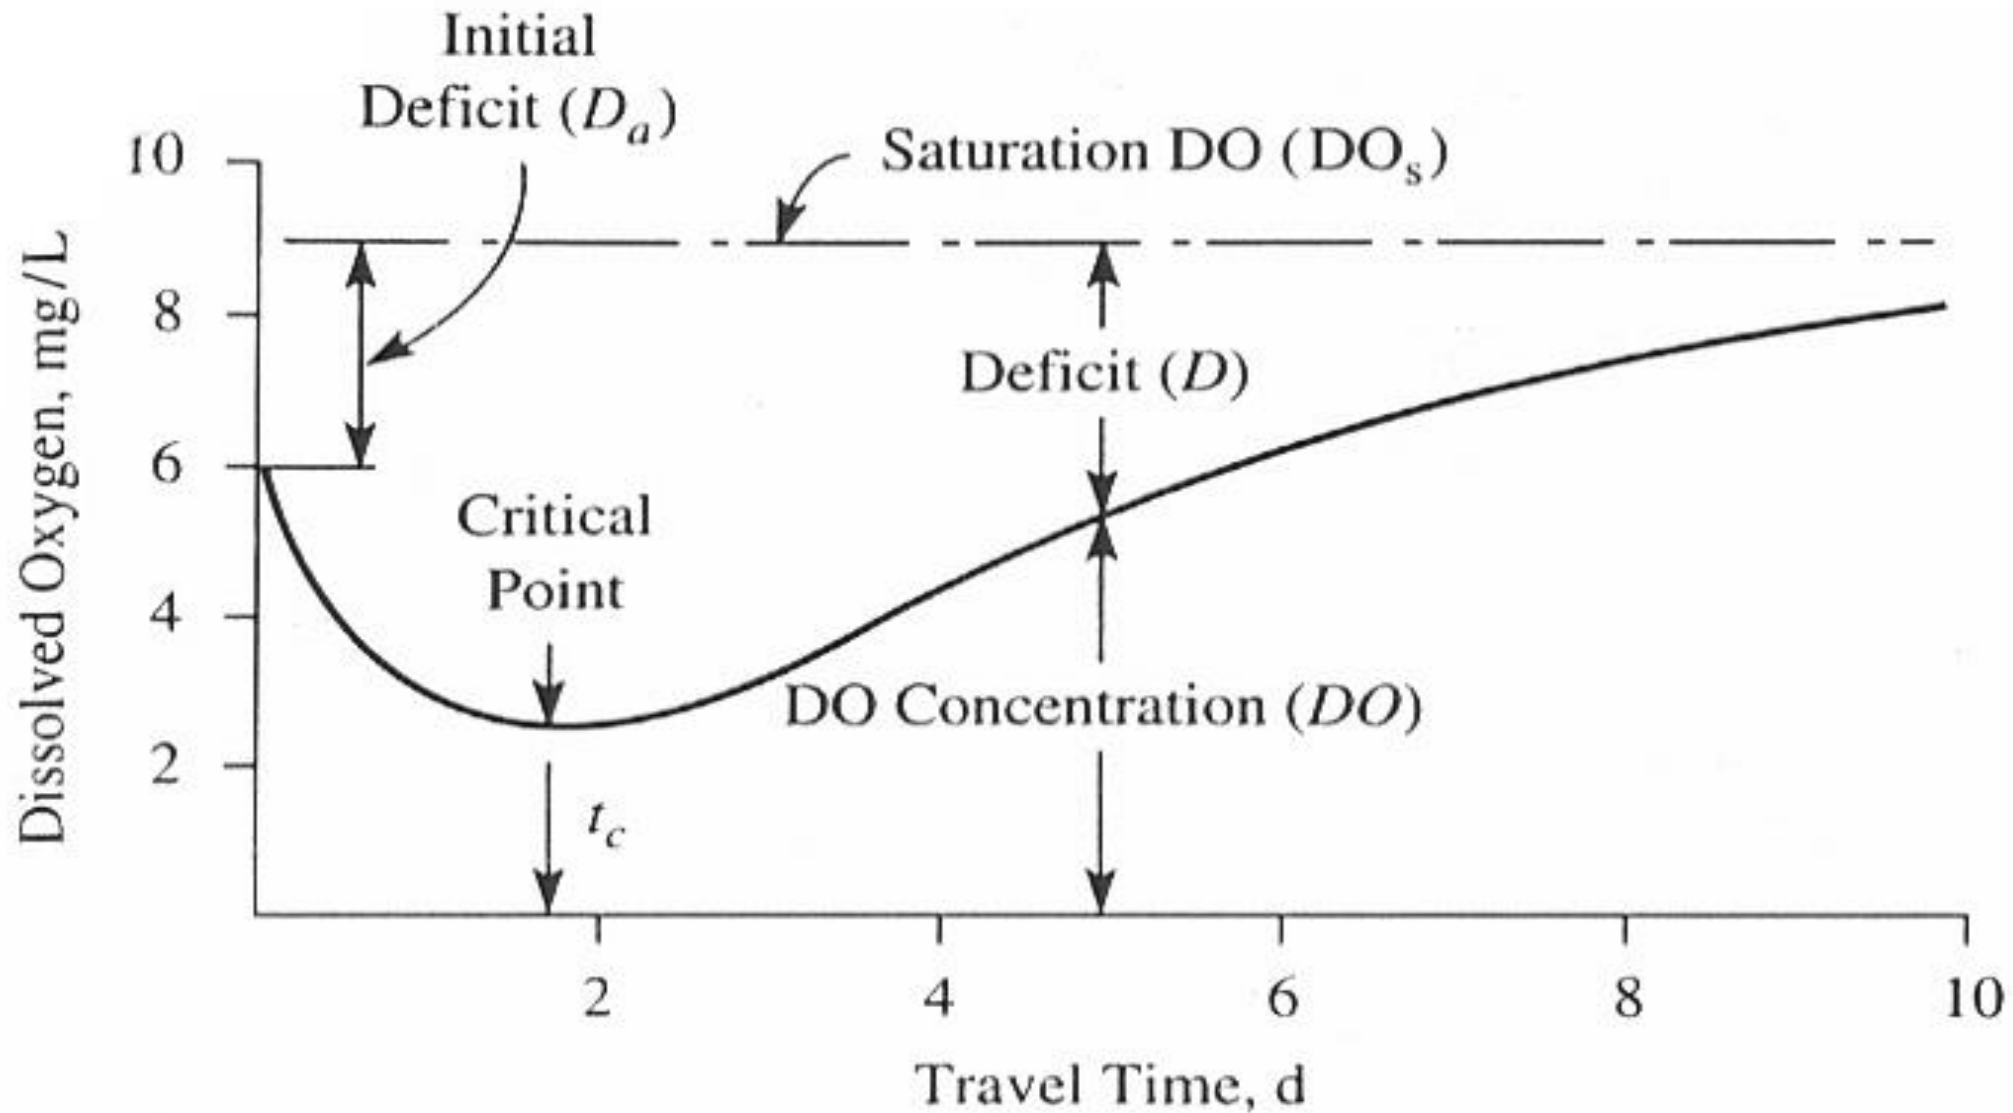 Initial
Deficit (Dₐ)
Saturation DO (DOₛ)
10
8
6
4
2
Dissolved Oxygen, mg/L
Deficit (D)
Critical
Point
DO Concentration (DO)
t_c
2
4
6
8
10
Travel Time, d